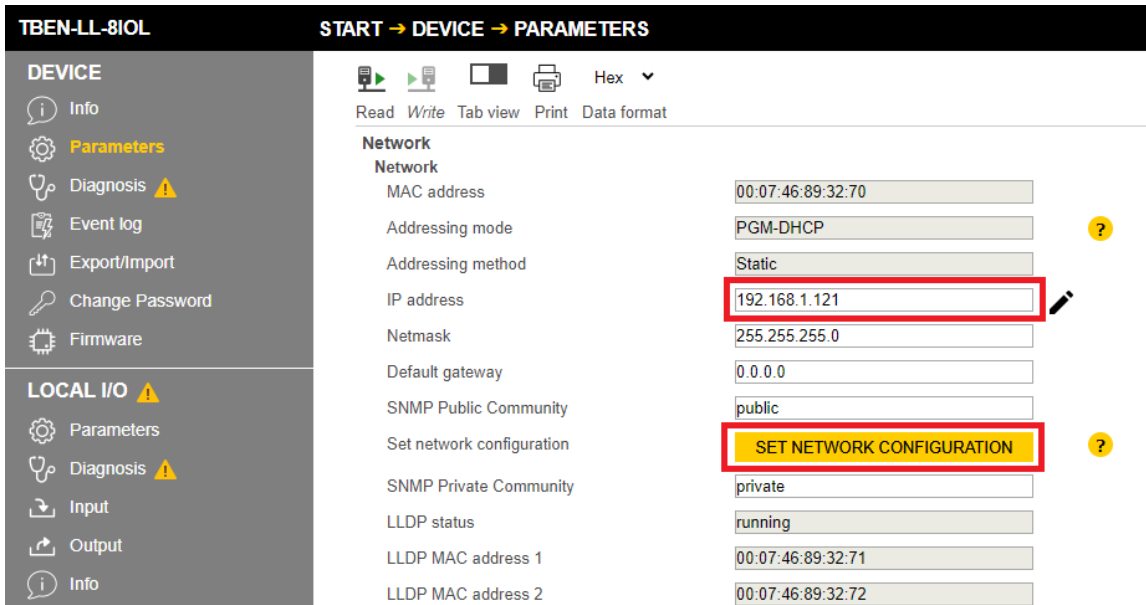 TBEN-LL-8IOL
START → DEVICE → PARAMETERS
DEVICE
Info
Parameters
Diagnosis
Event log
Export/Import
Change Password
Firmware
LOCAL I/O
Parameters
Diagnosis
Input
Output
Info
Hex
Read Write Tab view Print Data format
Network
Network
MAC address 00:07:46:89:32:70
Addressing mode PGM-DHCP ?
Addressing method Static
IP address 192.168.1.121
Netmask 255.255.255.0
Default gateway 0.0.0.0
SNMP Public Community public
Set network configuration SET NETWORK CONFIGURATION ?
SNMP Private Community private
LLDP status running
LLDP MAC address 1 00:07:46:89:32:71
LLDP MAC address 2 00:07:46:89:32:72